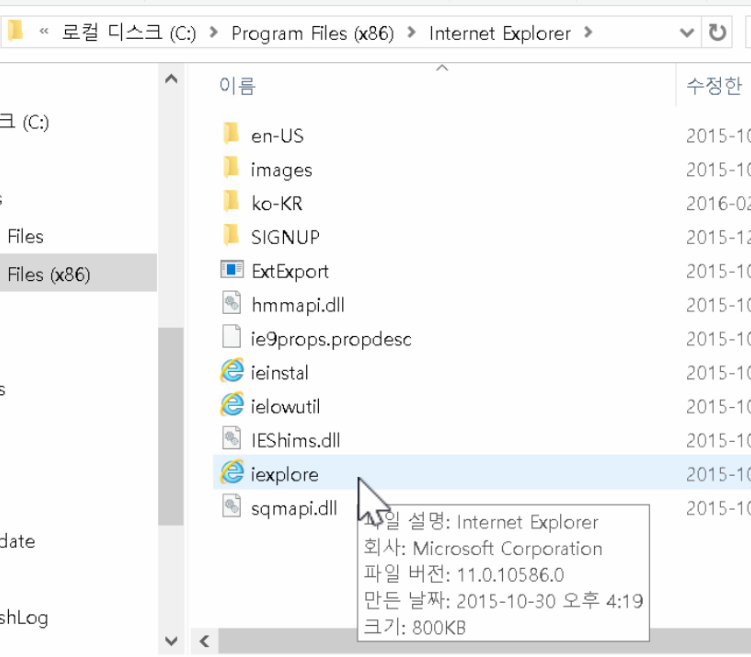 « 로컬 디스크 (C:) > Program Files (x86) > Internet Explorer >
이름 수정한
크 (C:)
en-US 2015-10
images 2015-10
ko-KR 2016-02
Files SIGNUP 2015-12
Files (x86) ExtExport 2015-10
hmmapi.dll 2015-10
ie9props.propdesc 2015-10
ieinstal 2015-10
s ielowutil 2015-10
IEShims.dll 2015-10
iexplore 2015-10
sqmapi.dll 2015-10
파일 설명: Internet Explorer
date
회사: Microsoft Corporation
파일 버전: 11.0.10586.0
만든 날짜: 2015-10-30 오후 4:19
shLog
크기: 800KB